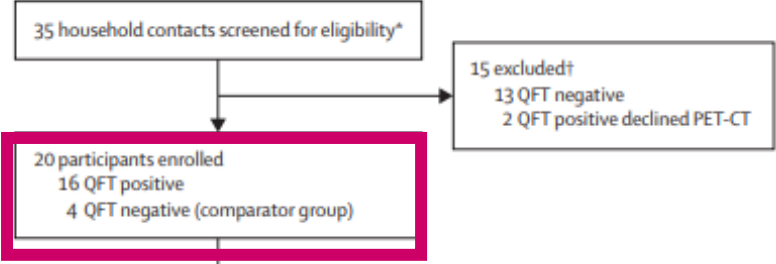 35 household contacts screened for eligibility*
15 excluded†
13 QFT negative
2 QFT positive declined PET-CT
20 participants enrolled
16 QFT positive
4 QFT negative (comparator group)